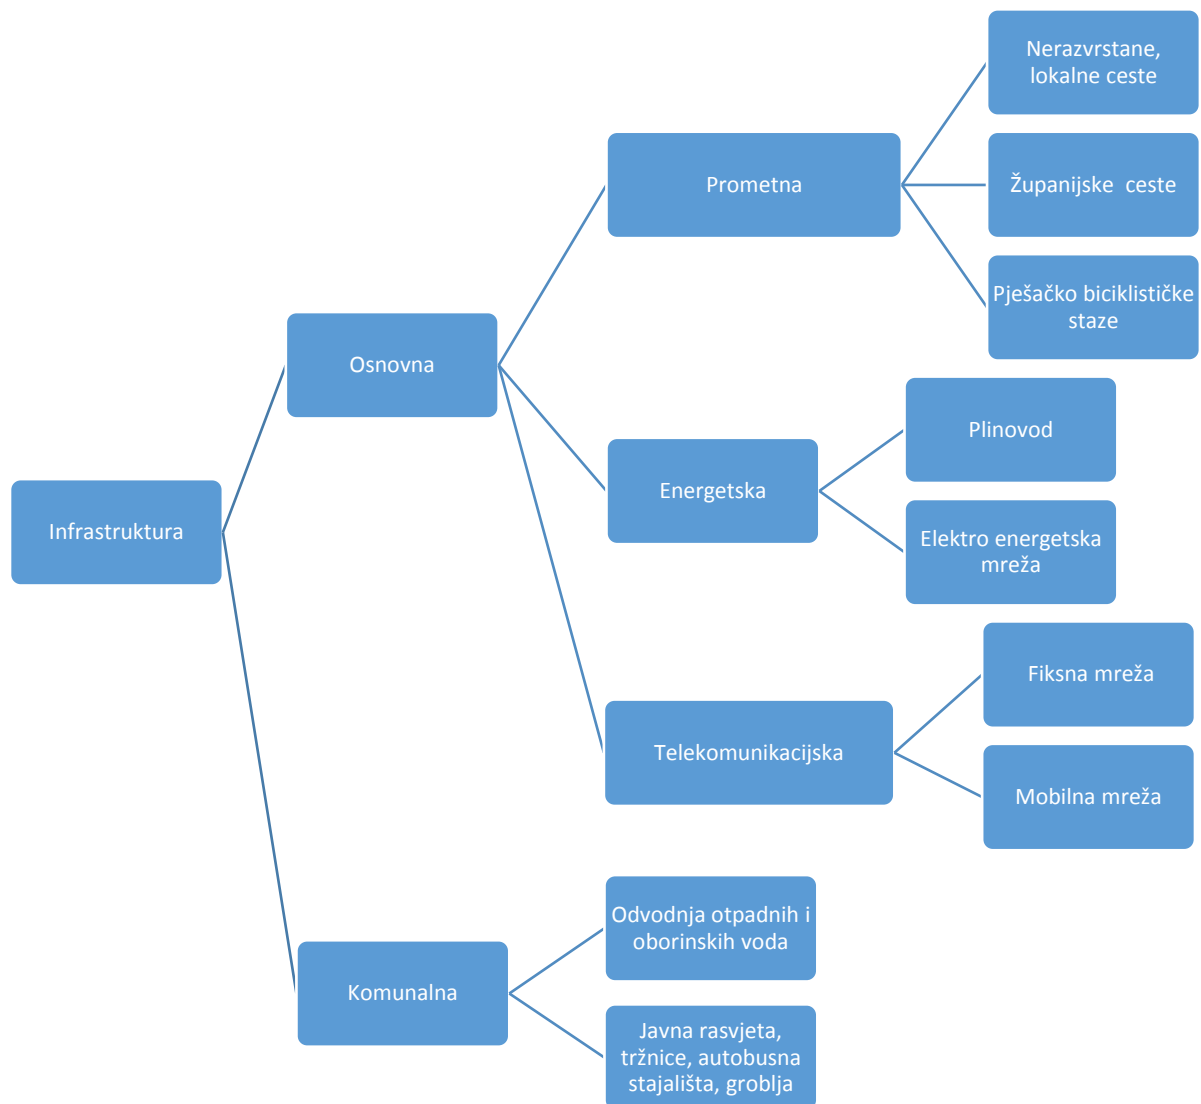 Nerazvrstane,
lokalne ceste
Prometna
Županijske  ceste
Pješačko biciklističke
staze
Osnovna
Plinovod
Energetska
Infrastruktura
Elektro energetska
mreža
Fiksna mreža
Telekomunikacijska
Mobilna mreža
Odvodnja otpadnih i
oborinskih voda
Komunalna
Javna rasvjeta,
tržnice, autobusna
stajališta, groblja